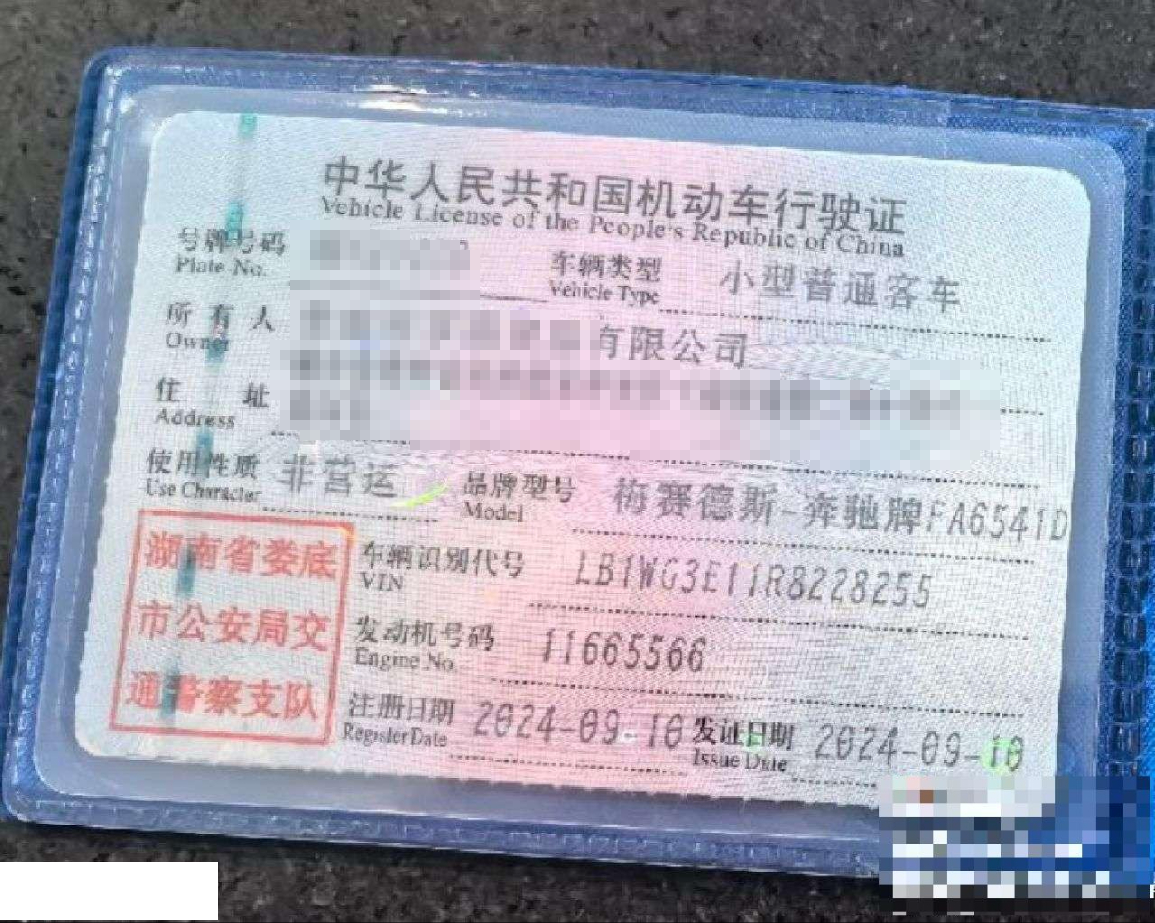 中华人民共和国机动车行驶证
Vehicle License of the People's Republic of China
号牌号码
Plate No.
车辆类型 小型普通客车
Vehicle Type
所有人 有限公司
Owner
住址
Address
使用性质 非营运
Use Character
品牌型号 梅赛德斯-奔驰牌FA6541D
Model
湖南省娄底
市公安局交
通警察支队
车辆识别代号 LB1WG3E11R8228255
VIN
发动机号码 11665566
Engine No.
注册日期 2024-09-10
Register Date
发证日期 2024-09-10
Issue Date